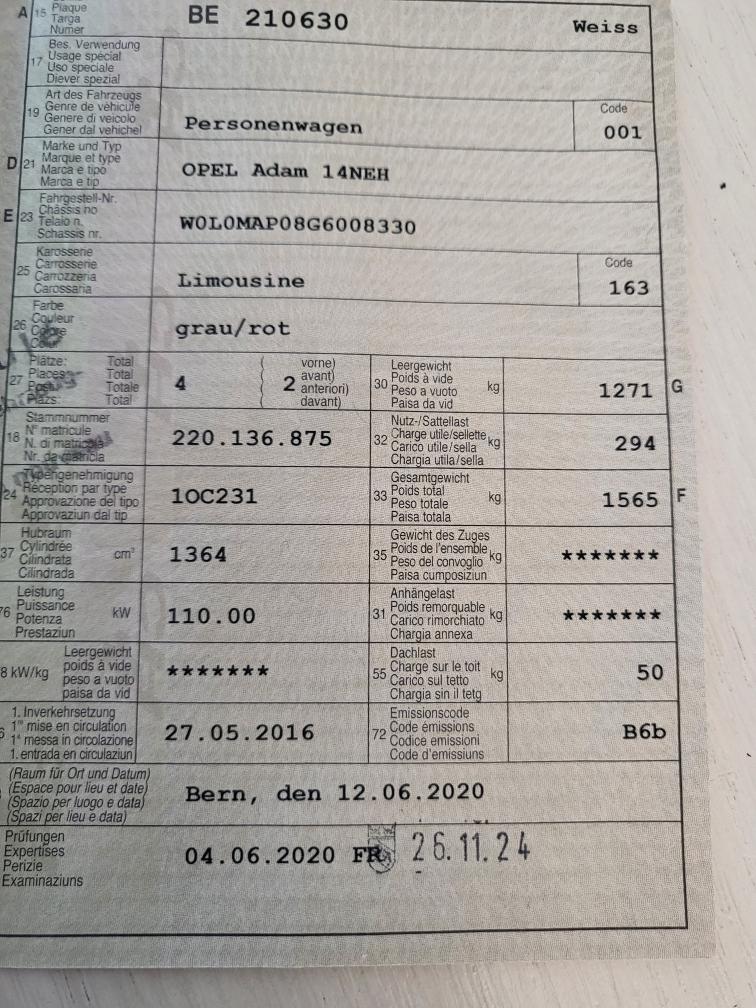 A 15 Plaque BE 210630 Weiss
Targa
Numer
Bes. Verwendung
17 Usage spécial
Uso speciale
Diever spezial
Art des Fahrzeugs Code
19 Genre de véhicule Personenwagen 001
Genere di veicolo
Gener dal vehichel
Marke und Typ
D 21 Marque et type OPEL Adam 14NEH
Marca e tipo
Marca e tip
Fahrgestell-Nr.
E 23 Châssis no W0L0MAP08G6008330
Telaio n.
Schassis nr.
Karosserie Code
25 Carrosserie Limousine 163
Carrozzeria
Carossaria
Farbe
26 Couleur grau/rot
Colore
Colur
Plätze: Total vorne)
27 Places: Total 4 ( 2 avant)
Posti: Totale anteriori)
Plazs: Total davant)
Leergewicht
30 Poids à vide kg 1271 G
Peso a vuoto
Paisa da vid
Stammnummer
18 N° matricule 220.136.875
N. di matricola
Nr. da matricla
Nutz-/Sattellast
32 Charge utile/sellette kg 294
Carico utile/sella
Chargia utila/sella
Typengenehmigung
24 Réception par type 1OC231
Approvazione del tipo
Approvaziun dal tip
Gesamtgewicht
33 Poids total kg 1565 F
Peso totale
Paisa totala
Hubraum
37 Cylindrée cm³ 1364
Cilindrata
Cilindrada
Gewicht des Zuges
35 Poids de l'ensemble kg *******
Peso del convoglio
Paisa cumposiziun
Leistung
76 Puissance kW 110.00
Potenza
Prestaziun
Anhängelast
31 Poids remorquable kg *******
Carico rimorchiato
Chargia annexa
Leergewicht
8 kW/kg poids à vide *******
peso a vuoto
paisa da vid
Dachlast
55 Charge sur le toit kg 50
Carico sul tetto
Chargia sin il tetg
1. Inverkehrsetzung
6 1re mise en circulation 27.05.2016
1a messa in circolazione
1. entrada en circulaziun
Emissionscode
72 Code émissions B6b
Codice emissioni
Code d'emissiuns
(Raum für Ort und Datum)
(Espace pour lieu et date) Bern, den 12.06.2020
(Spazio per luogo e data)
(Spazi per lieu e data)
Prüfungen
Expertises 04.06.2020 FR 26.11.24
Perizie
Examinaziuns